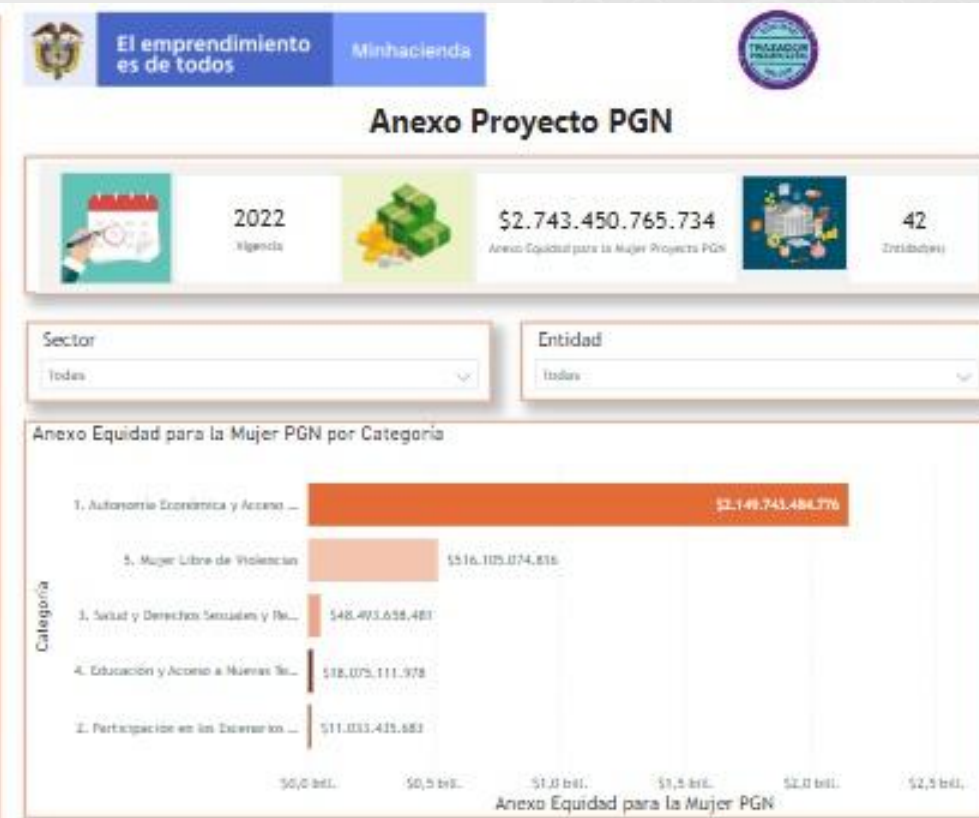 El emprendimiento
es de todos
Minhacienda
TRAZADOR
PRESUPUESTAL
Anexo Proyecto PGN
2022
Vigencia
$2.743.450.765.734
Anexo Equidad para la Mujer Proyecto PGN
42
Entidad(es)
Sector
Todas
Entidad
Todas
Anexo Equidad para la Mujer PGN por Categoría
Categoría
1. Autonomía Económica y Acceso ...
$2.149.743.484.776
5. Mujer Libre de Violencias
$516.105.074.816
3. Salud y Derechos Sexuales y Re...
$48.493.658.481
4. Educación y Acceso a Nuevas Te...
$18.075.111.978
2. Participación en los Escenarios ...
$11.033.435.683
$0,0 bill.
$0,5 bill.
$1,0 bill.
$1,5 bill.
$2,0 bill.
$2,5 bill.
Anexo Equidad para la Mujer PGN